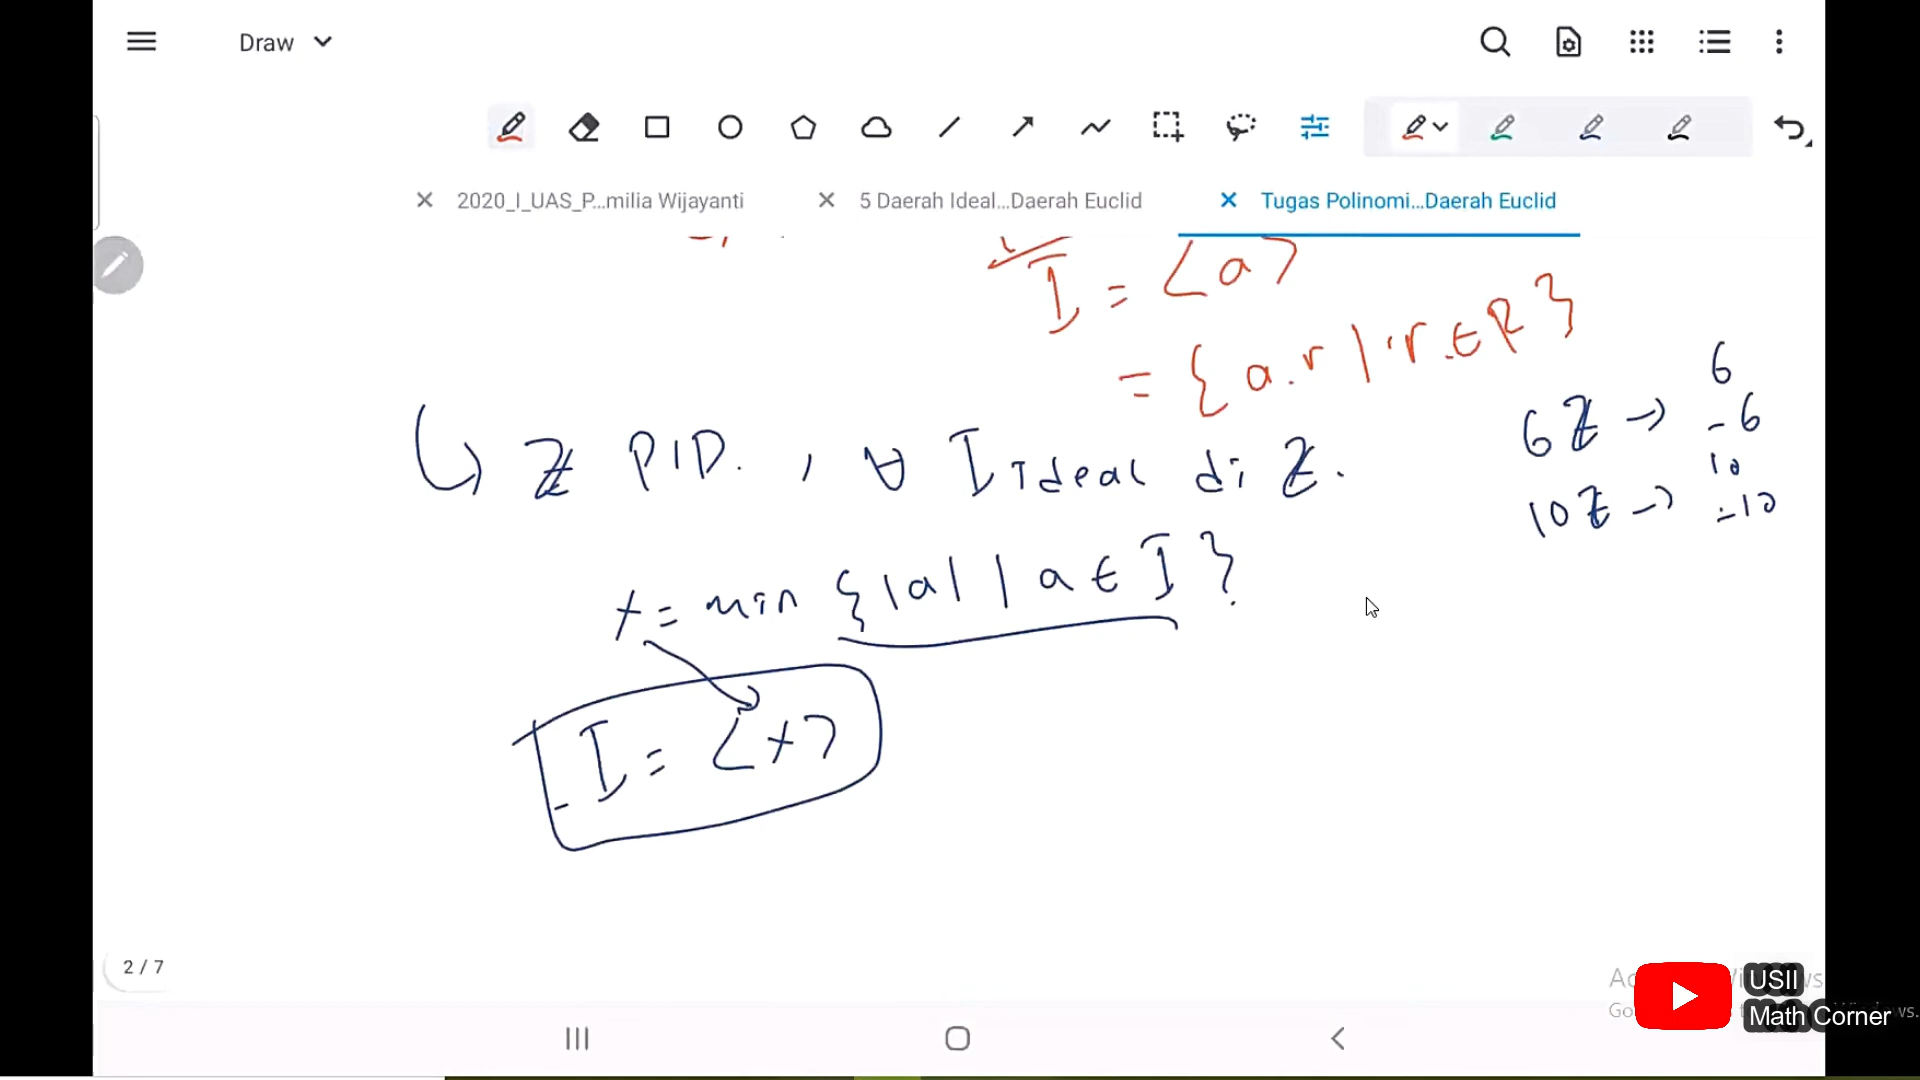 Draw
2020_I_UAS_P...milia Wijayanti
5 Daerah Ideal...Daerah Euclid
Tugas Polinomi...Daerah Euclid
I = <a>
= { a.r | r ∈ R }
↳ ℤ PID. , ∀ I ideal di ℤ.
6ℤ → 6
-6
10ℤ → 10
-10
x = min { |a| | a ∈ I }
I = <x>
2 / 7
USII
Math Corner